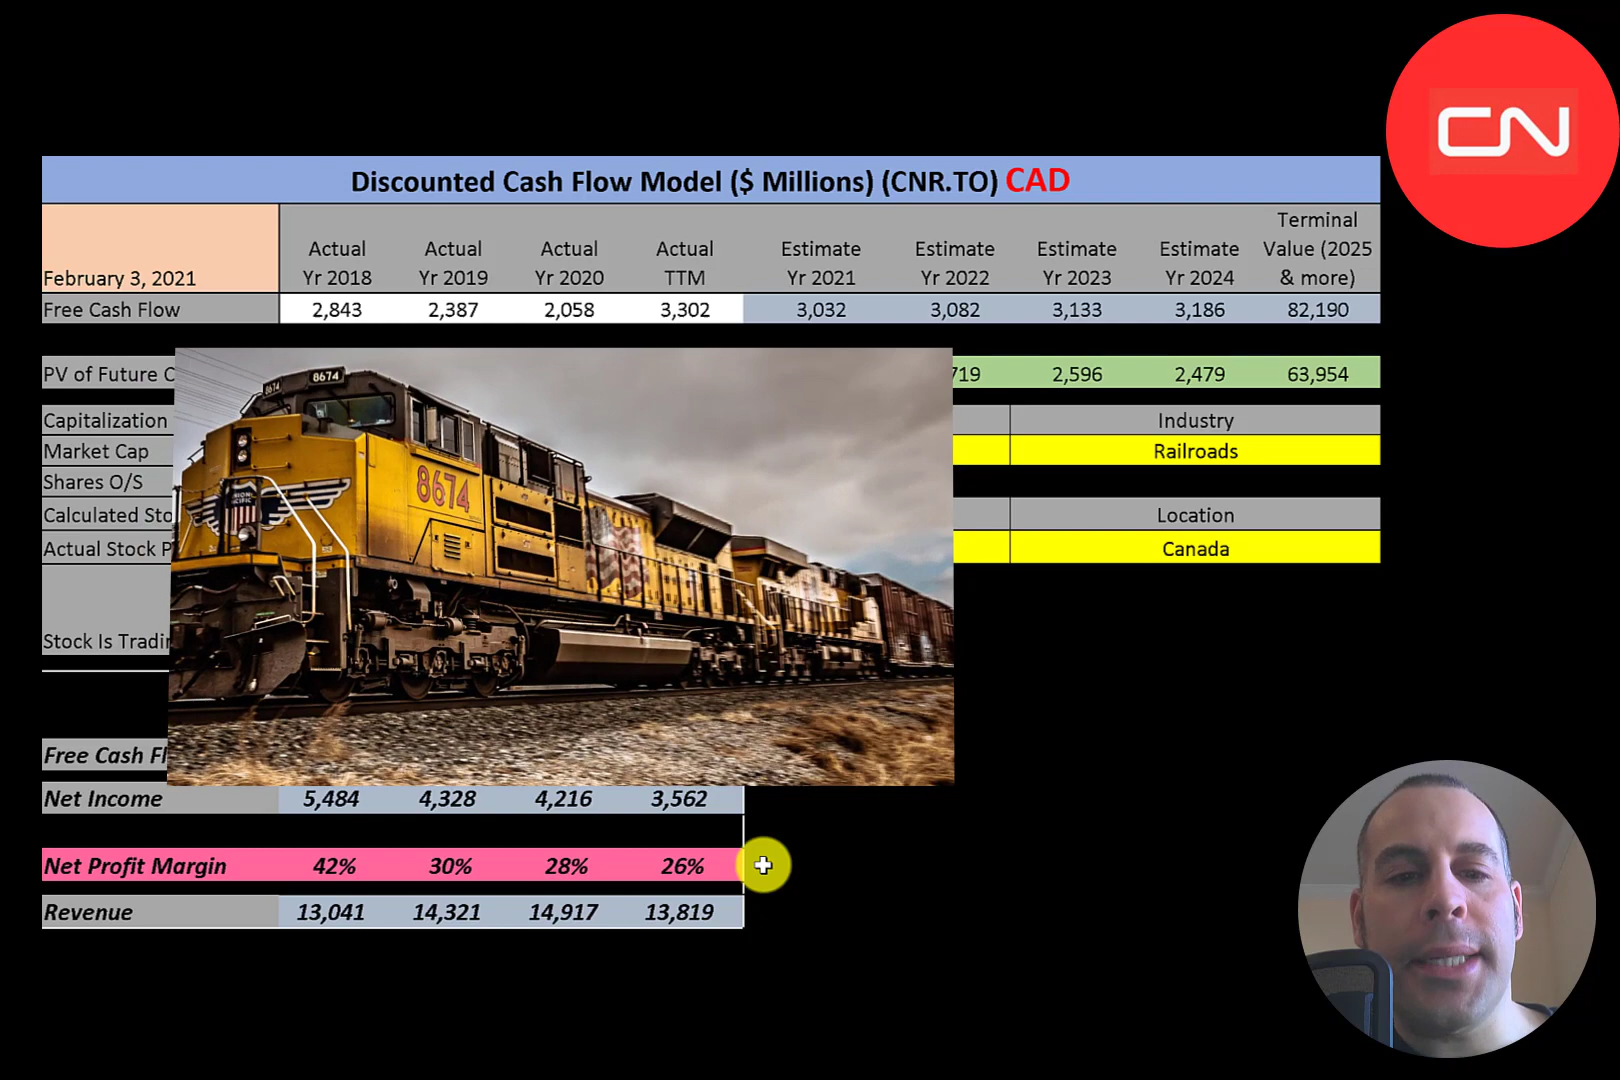 CN
Discounted Cash Flow Model ($ Millions) (CNR.TO) CAD
February 3, 2021 Actual Yr 2018 Actual Yr 2019 Actual Yr 2020 Actual TTM Estimate Yr 2021 Estimate Yr 2022 Estimate Yr 2023 Estimate Yr 2024 Terminal Value (2025 & more)
Free Cash Flow 2,843 2,387 2,058 3,302 3,032 3,082 3,133 3,186 82,190
PV of Future C 719 2,596 2,479 63,954
Capitalization Industry
Market Cap Railroads
Shares O/S
Calculated Sto Location
Actual Stock P Canada
Stock Is Tradin
8674
8674
8674
UNION PACIFIC
Free Cash Fl
Net Income 5,484 4,328 4,216 3,562
Net Profit Margin 42% 30% 28% 26%
Revenue 13,041 14,321 14,917 13,819